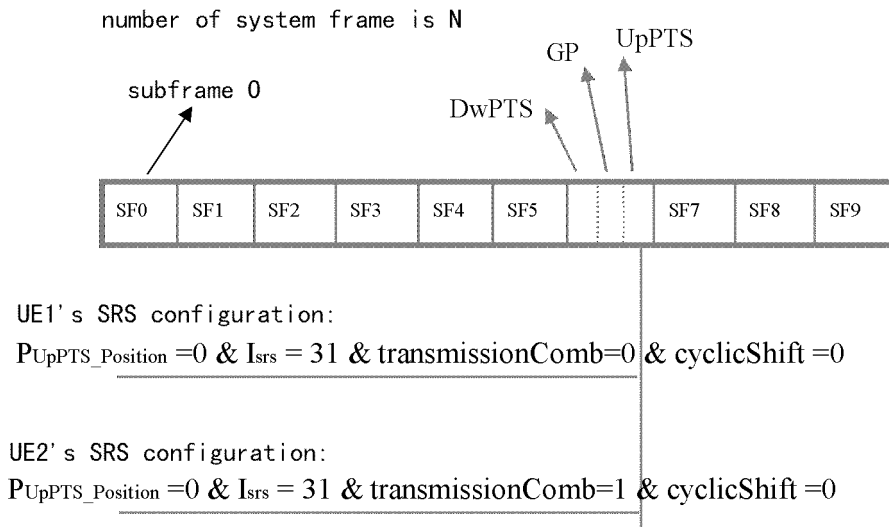 number of system frame is N
subframe 0
DwPTS
GP
UpPTS
SF0 SF1 SF2 SF3 SF4 SF5 SF7 SF8 SF9
UE1's SRS configuration:
PUpPTS_Position =0 & Isrs = 31 & transmissionComb=0 & cyclicShift =0
UE2's SRS configuration:
PUpPTS_Position =0 & Isrs = 31 & transmissionComb=1 & cyclicShift =0